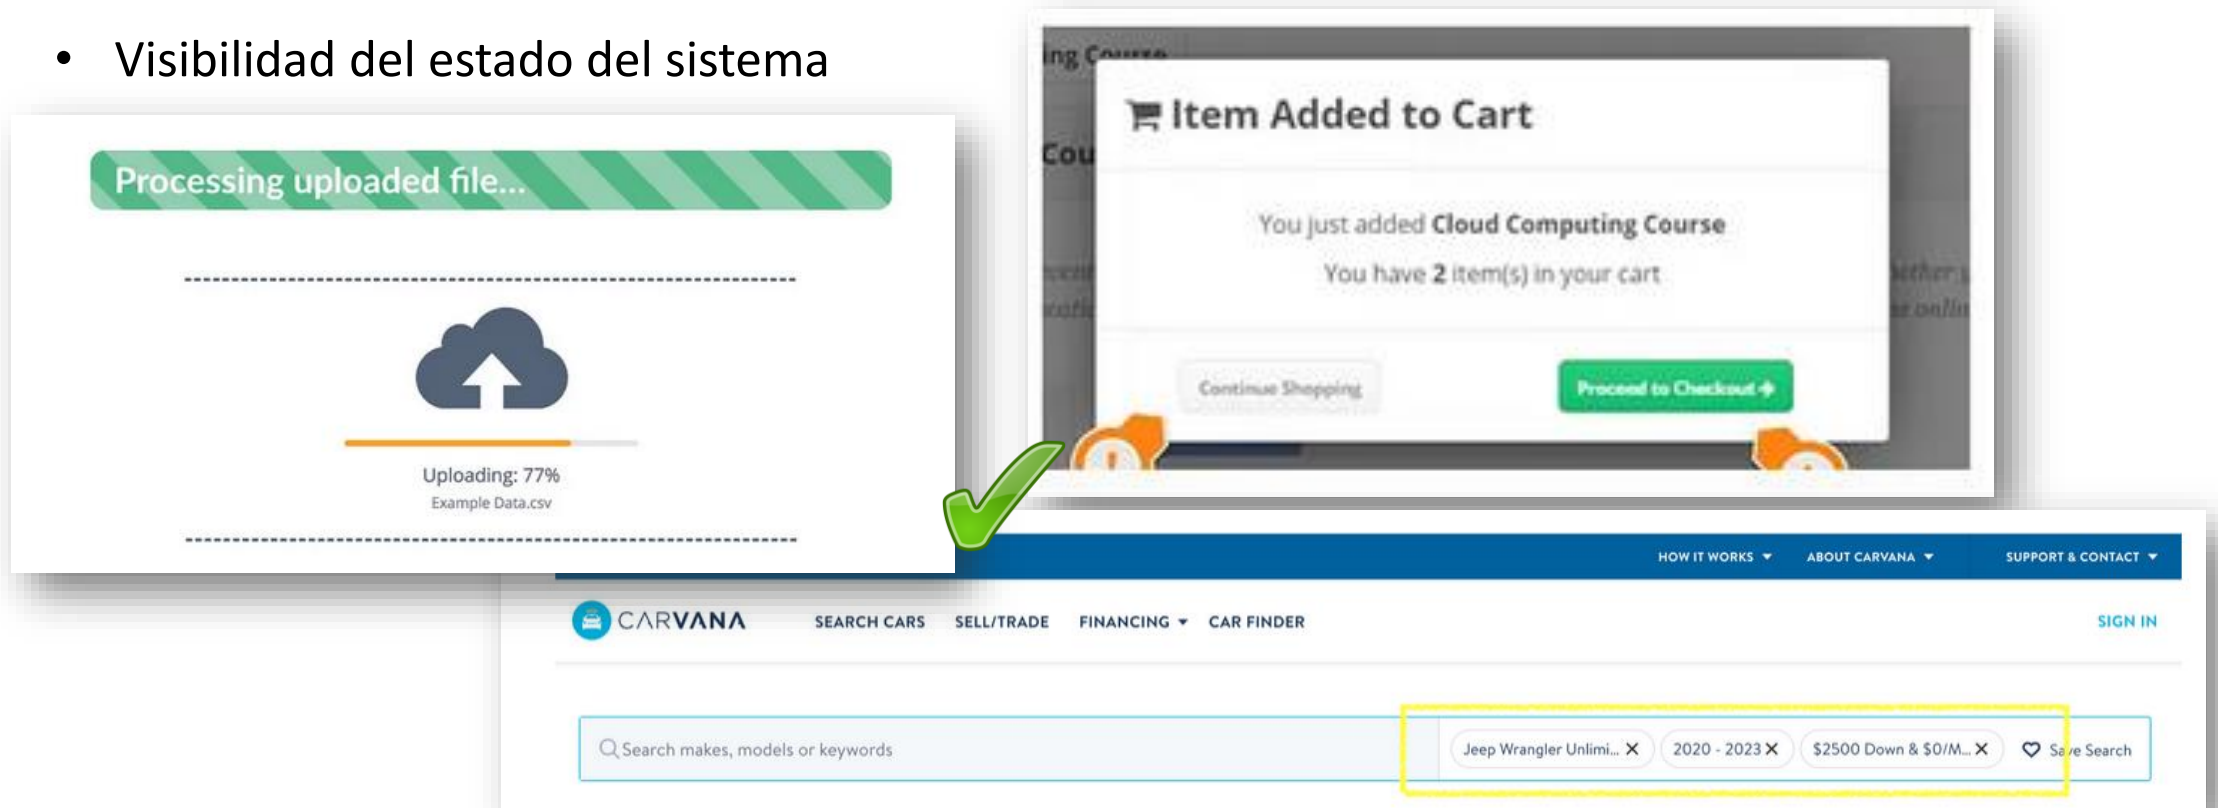 • Visibilidad del estado del sistema
Processing uploaded file...
Uploading: 77%
Example Data.csv
ing Course
Item Added to Cart
Cou
You just added Cloud Computing Course
You have 2 item(s) in your cart
Continue Shopping
Proceed to Checkout
HOW IT WORKS
ABOUT CARVANA
SUPPORT & CONTACT
CARVANA
SEARCH CARS
SELL/TRADE
FINANCING
CAR FINDER
SIGN IN
Search makes, models or keywords
Jeep Wrangler Unlimi... X
2020 - 2023 X
$2500 Down & $0/M... X
Save Search